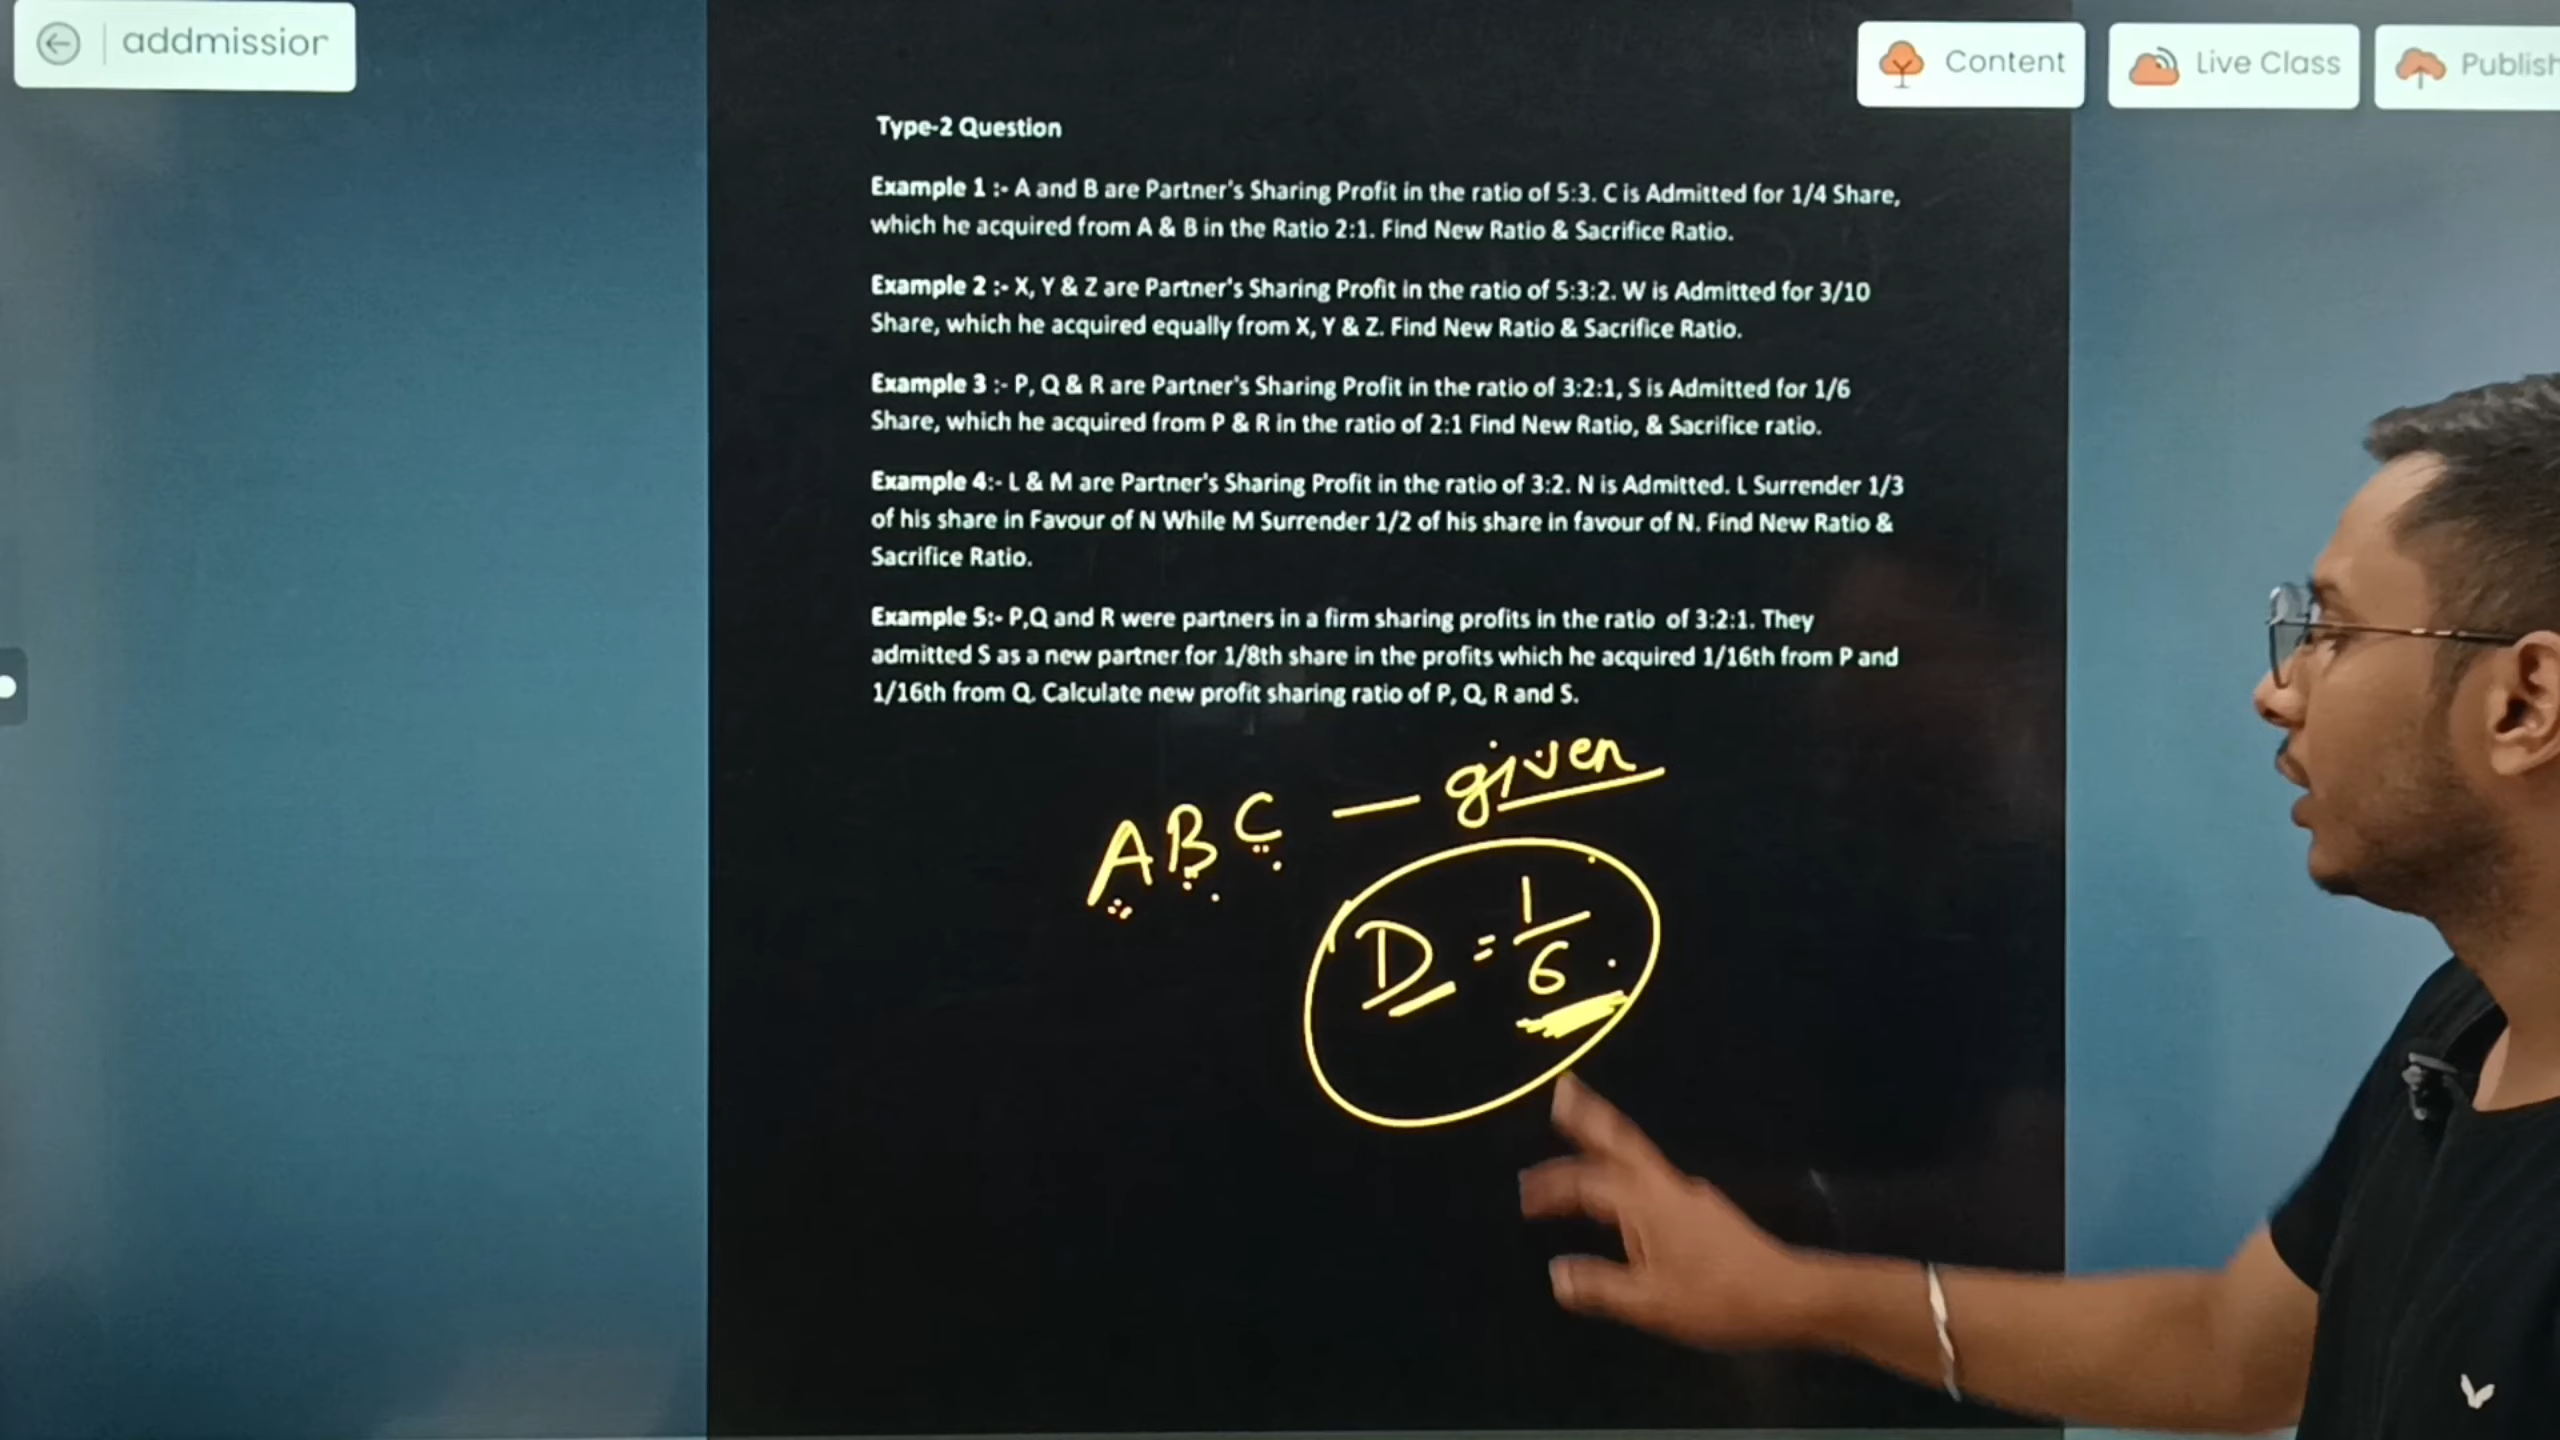 addmission
Content
Live Class
Publish
Type-2 Question
Example 1 :- A and B are Partner's Sharing Profit in the ratio of 5:3. C is Admitted for 1/4 Share,
which he acquired from A & B in the Ratio 2:1. Find New Ratio & Sacrifice Ratio.
Example 2 :- X, Y & Z are Partner's Sharing Profit in the ratio of 5:3:2. W is Admitted for 3/10
Share, which he acquired equally from X, Y & Z. Find New Ratio & Sacrifice Ratio.
Example 3 :- P, Q & R are Partner's Sharing Profit in the ratio of 3:2:1, S is Admitted for 1/6
Share, which he acquired from P & R in the ratio of 2:1 Find New Ratio, & Sacrifice ratio.
Example 4:- L & M are Partner's Sharing Profit in the ratio of 3:2. N is Admitted. L Surrender 1/3
of his share in Favour of N While M Surrender 1/2 of his share in favour of N. Find New Ratio &
Sacrifice Ratio.
Example 5:- P,Q and R were partners in a firm sharing profits in the ratio of 3:2:1. They
admitted S as a new partner for 1/8th share in the profits which he acquired 1/16th from P and
1/16th from Q. Calculate new profit sharing ratio of P, Q, R and S.
A B C — given
D = 1/6